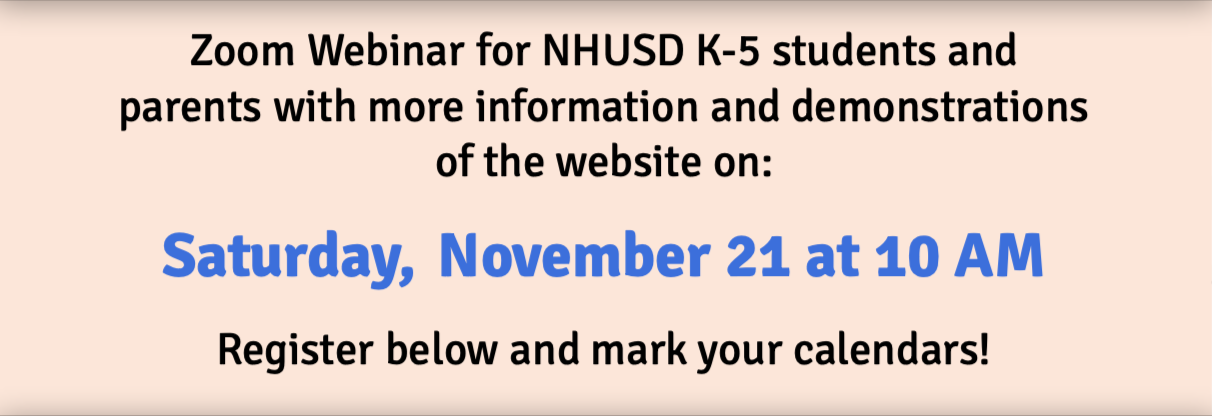 Zoom Webinar for NHUSD K-5 students and
parents with more information and demonstrations
of the website on:
Saturday, November 21 at 10 AM
Register below and mark your calendars!